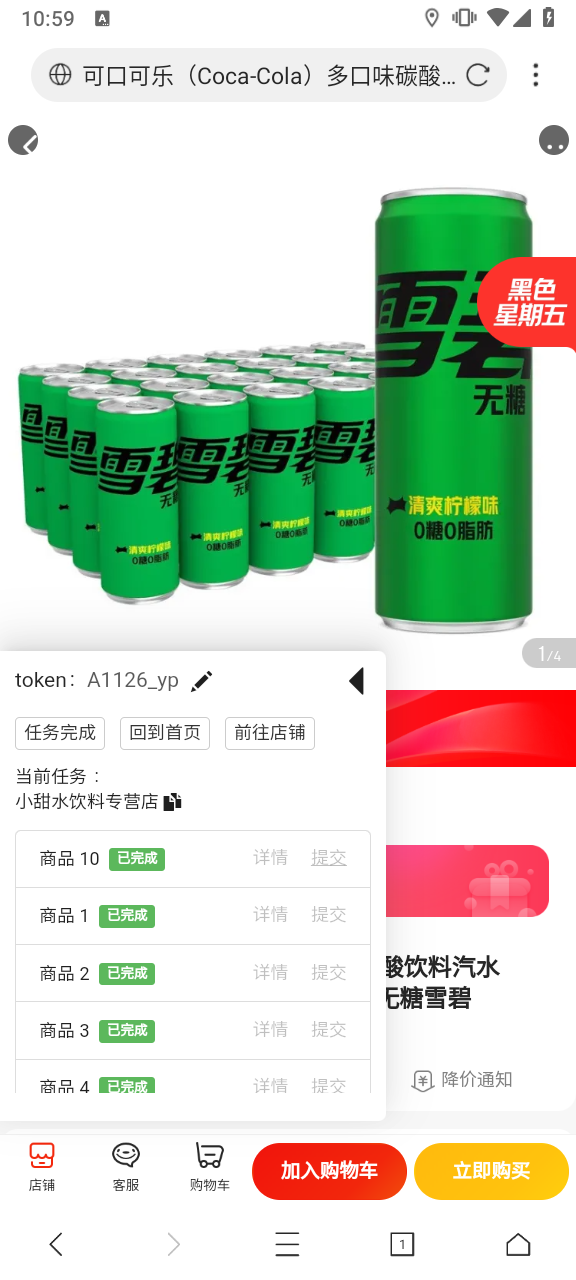 10:59
可口可乐（Coca-Cola）多口味碳酸...
黑色
星期五
雪碧
无糖
清爽柠檬味
0糖0脂肪
雪碧
清爽柠檬味
0糖0脂肪
1/4
token： A1126_yp
任务完成 回到首页 前往店铺
当前任务：
小甜水饮料专营店
商品 10 已完成 详情 提交
商品 1 已完成 详情 提交
商品 2 已完成 详情 提交
商品 3 已完成 详情 提交
商品 4 已完成 详情 提交
酸饮料汽水
无糖雪碧
降价通知
店铺 客服 购物车 加入购物车 立即购买
1